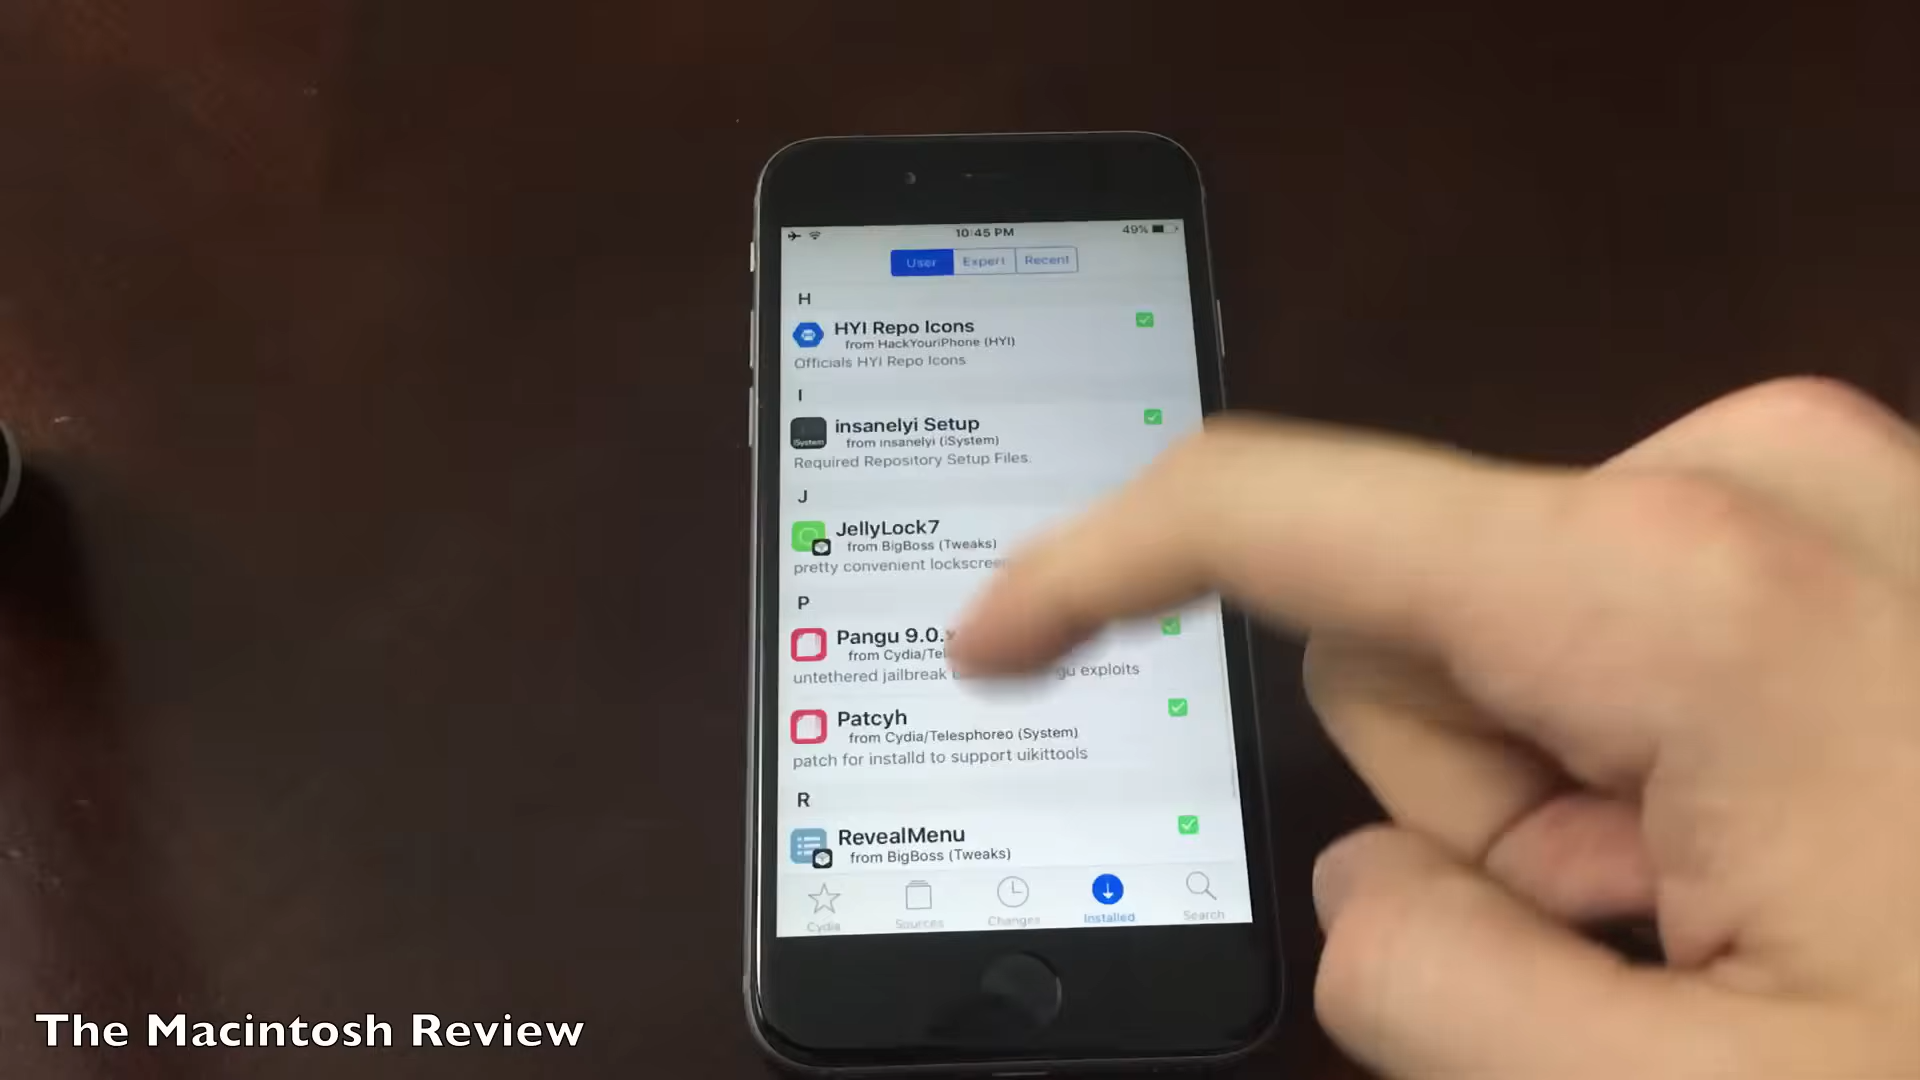 10:45 PM
49%
User Expert Recent
H
HYI Repo Icons
from HackYouriPhone (HYI)
Officials HYI Repo Icons
I
iSystem
insanelyi Setup
from insanelyi (iSystem)
Required Repository Setup Files.
J
JellyLock7
from BigBoss (Tweaks)
pretty convenient
P
Pangu 9.0.
from
untethered jailbreak exploits
Patcyh
from Cydia/Telesphoreo (System)
patch for installd to support uikittools
R
RevealMenu
from BigBoss (Tweaks)
Cydia Sources Changes Installed Search
The Macintosh Review